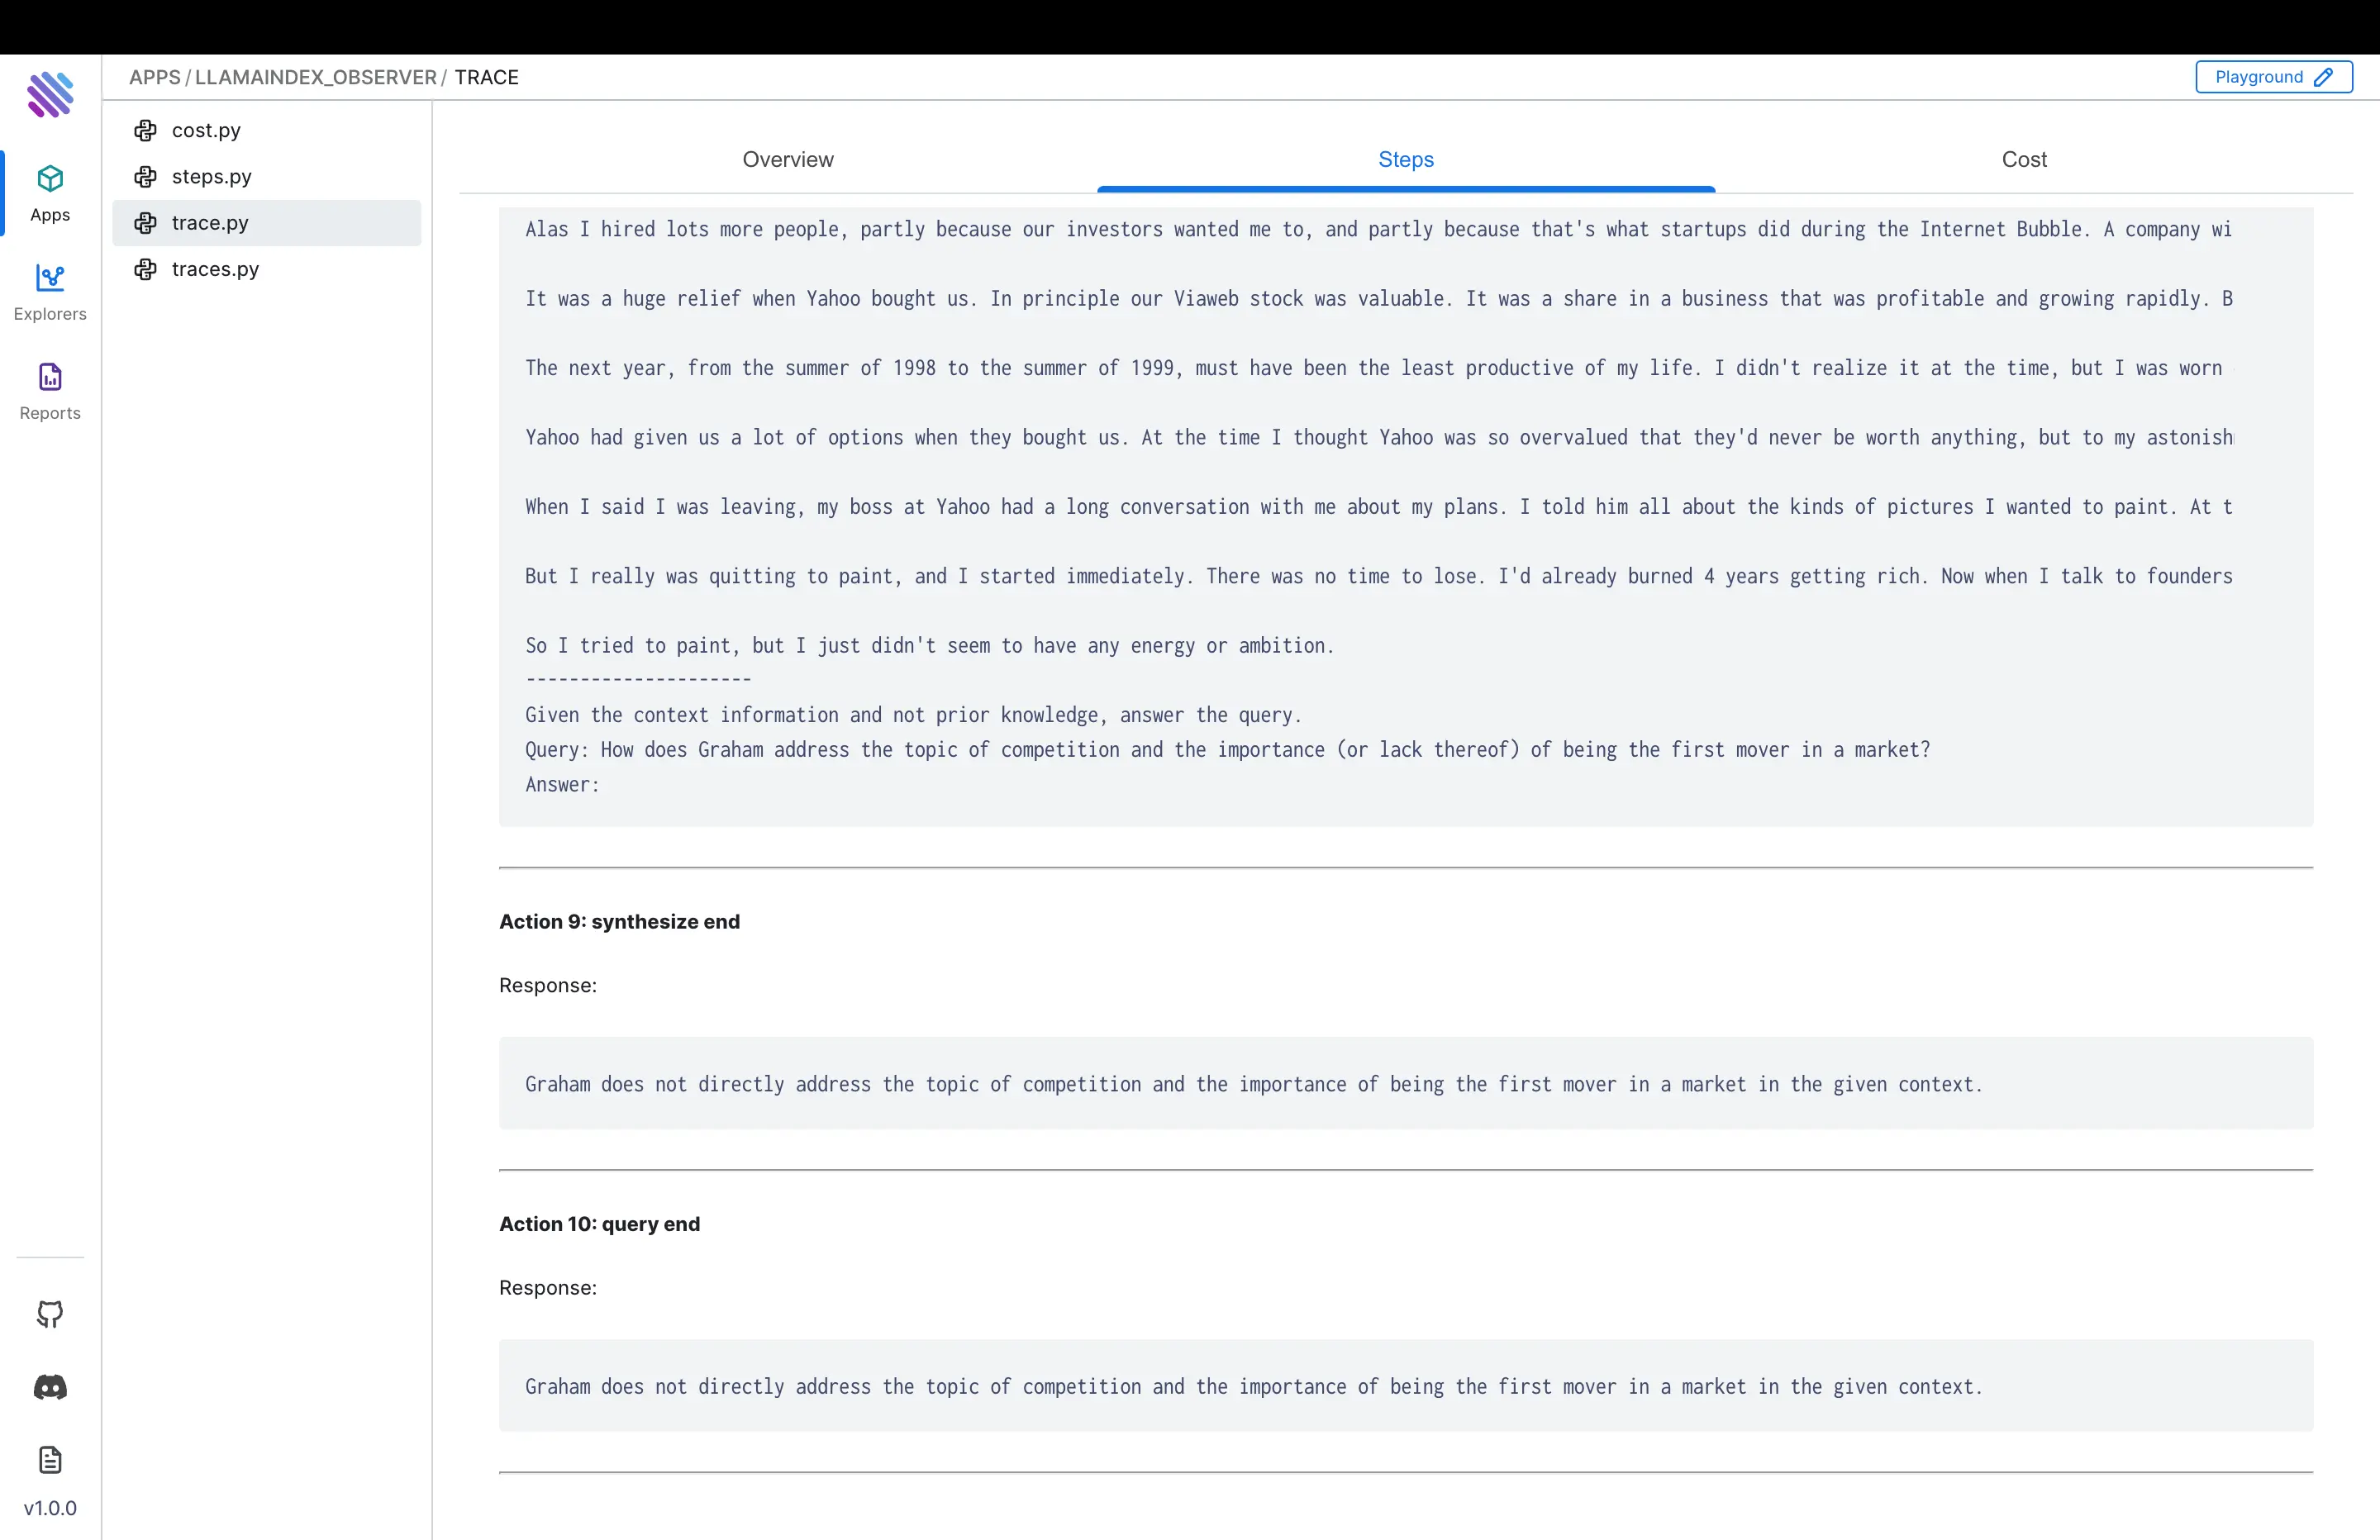 APPS / LLAMAINDEX_OBSERVER / TRACE
Playground
Apps
Explorers
Reports
v1.0.0
cost.py
steps.py
trace.py
traces.py
Overview
Steps
Cost
Alas I hired lots more people, partly because our investors wanted me to, and partly because that's what startups did during the Internet Bubble. A company wi
It was a huge relief when Yahoo bought us. In principle our Viaweb stock was valuable. It was a share in a business that was profitable and growing rapidly. B
The next year, from the summer of 1998 to the summer of 1999, must have been the least productive of my life. I didn't realize it at the time, but I was worn
Yahoo had given us a lot of options when they bought us. At the time I thought Yahoo was so overvalued that they'd never be worth anything, but to my astonish
When I said I was leaving, my boss at Yahoo had a long conversation with me about my plans. I told him all about the kinds of pictures I wanted to paint. At t
But I really was quitting to paint, and I started immediately. There was no time to lose. I'd already burned 4 years getting rich. Now when I talk to founders
So I tried to paint, but I just didn't seem to have any energy or ambition.
---------------------
Given the context information and not prior knowledge, answer the query.
Query: How does Graham address the topic of competition and the importance (or lack thereof) of being the first mover in a market?
Answer:
Action 9: synthesize end
Response:
Graham does not directly address the topic of competition and the importance of being the first mover in a market in the given context.
Action 10: query end
Response:
Graham does not directly address the topic of competition and the importance of being the first mover in a market in the given context.